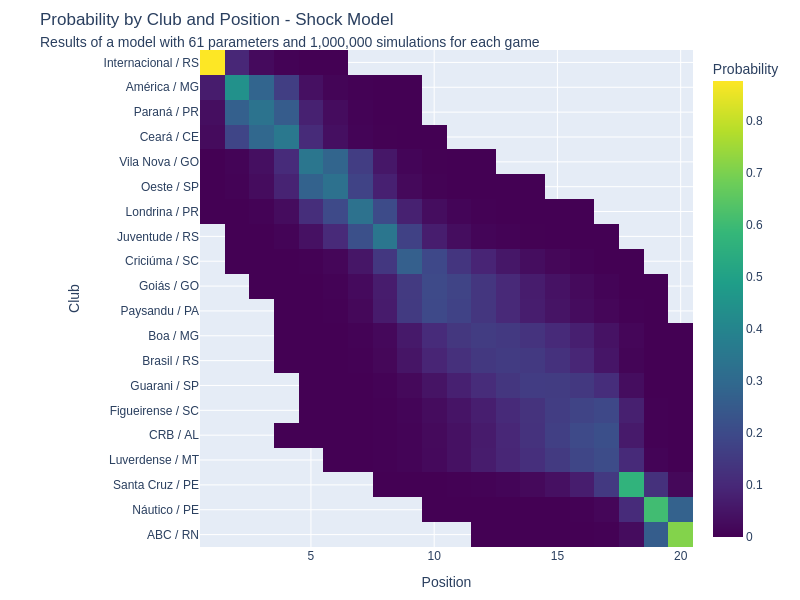 Probability by Club and Position - Shock Model
Results of a model with 61 parameters and 1,000,000 simulations for each game
Internacional / RS
América / MG
Paraná / PR
Ceará / CE
Vila Nova / GO
Oeste / SP
Londrina / PR
Juventude / RS
Criciúma / SC
Goiás / GO
Paysandu / PA
Boa / MG
Brasil / RS
Guarani / SP
Figueirense / SC
CRB / AL
Luverdense / MT
Santa Cruz / PE
Náutico / PE
ABC / RN
Club
5
10
15
20
Position
Probability
0.8
0.7
0.6
0.5
0.4
0.3
0.2
0.1
0